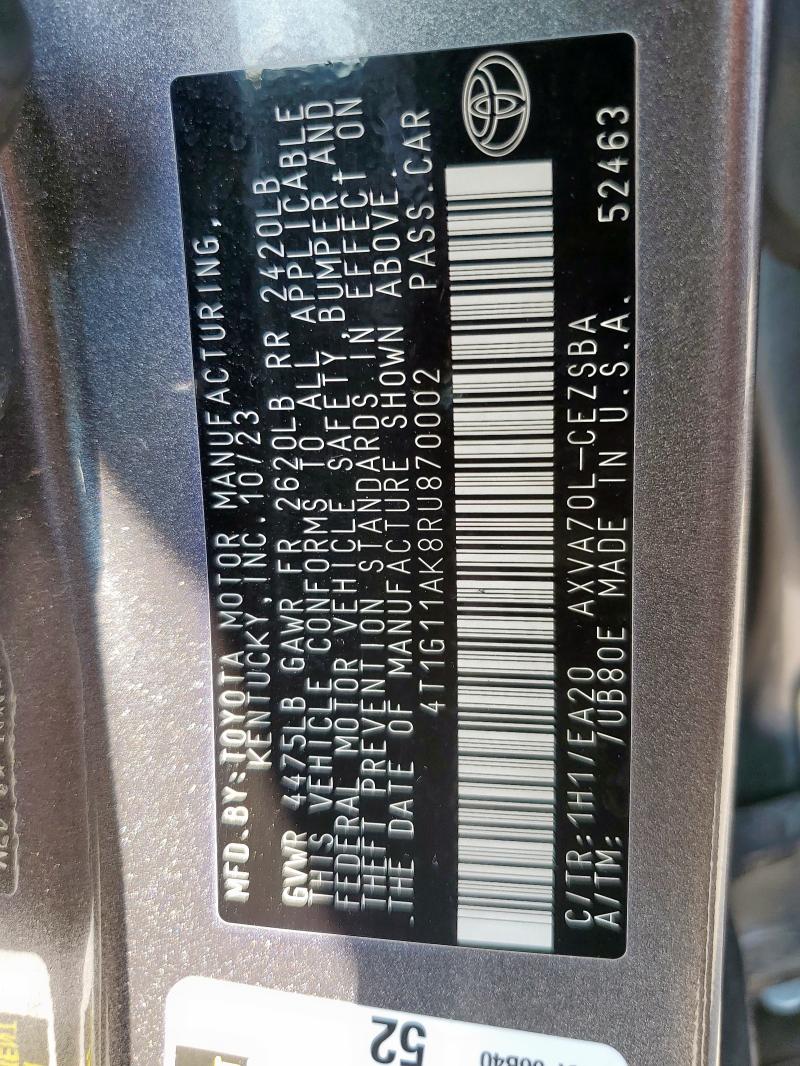 MFD.BY:TOYOTA MOTOR MANUFACTURING,
KENTUCKY,INC. 10/23
GVWR 4475LB GAWR FR 2620LB RR 2420LB
THIS VEHICLE CONFORMS TO ALL APPLICABLE
FEDERAL MOTOR VEHICLE SAFETY,BUMPER,AND
THEFT PREVENTION STANDARDS IN EFFECT ON
THE DATE OF MANUFACTURE SHOWN ABOVE.
4T1G11AK8RU870002 PASS.CAR
C/TR:1H1/EA20 AXVA70L-CEZSBA 52463
A/TM: /UB80E MADE IN U.S.A.
52